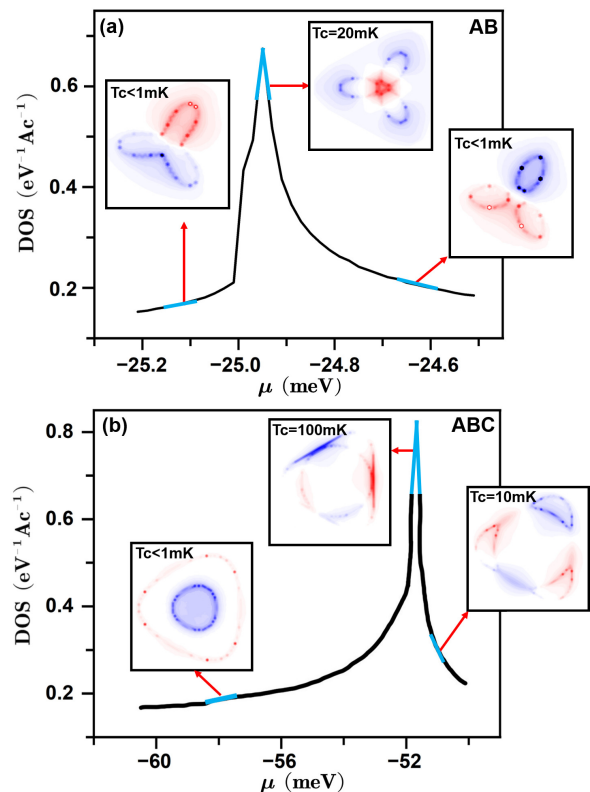 (a)
AB
Tc=20mK
Tc<1mK
Tc<1mK
0.6
0.4
0.2
DOS (eV⁻¹Ac⁻¹)
−25.2
−25.0
−24.8
−24.6
μ (meV)
(b)
ABC
Tc=100mK
Tc=10mK
Tc<1mK
0.8
0.6
0.4
0.2
DOS (eV⁻¹Ac⁻¹)
−60
−56
−52
μ (meV)